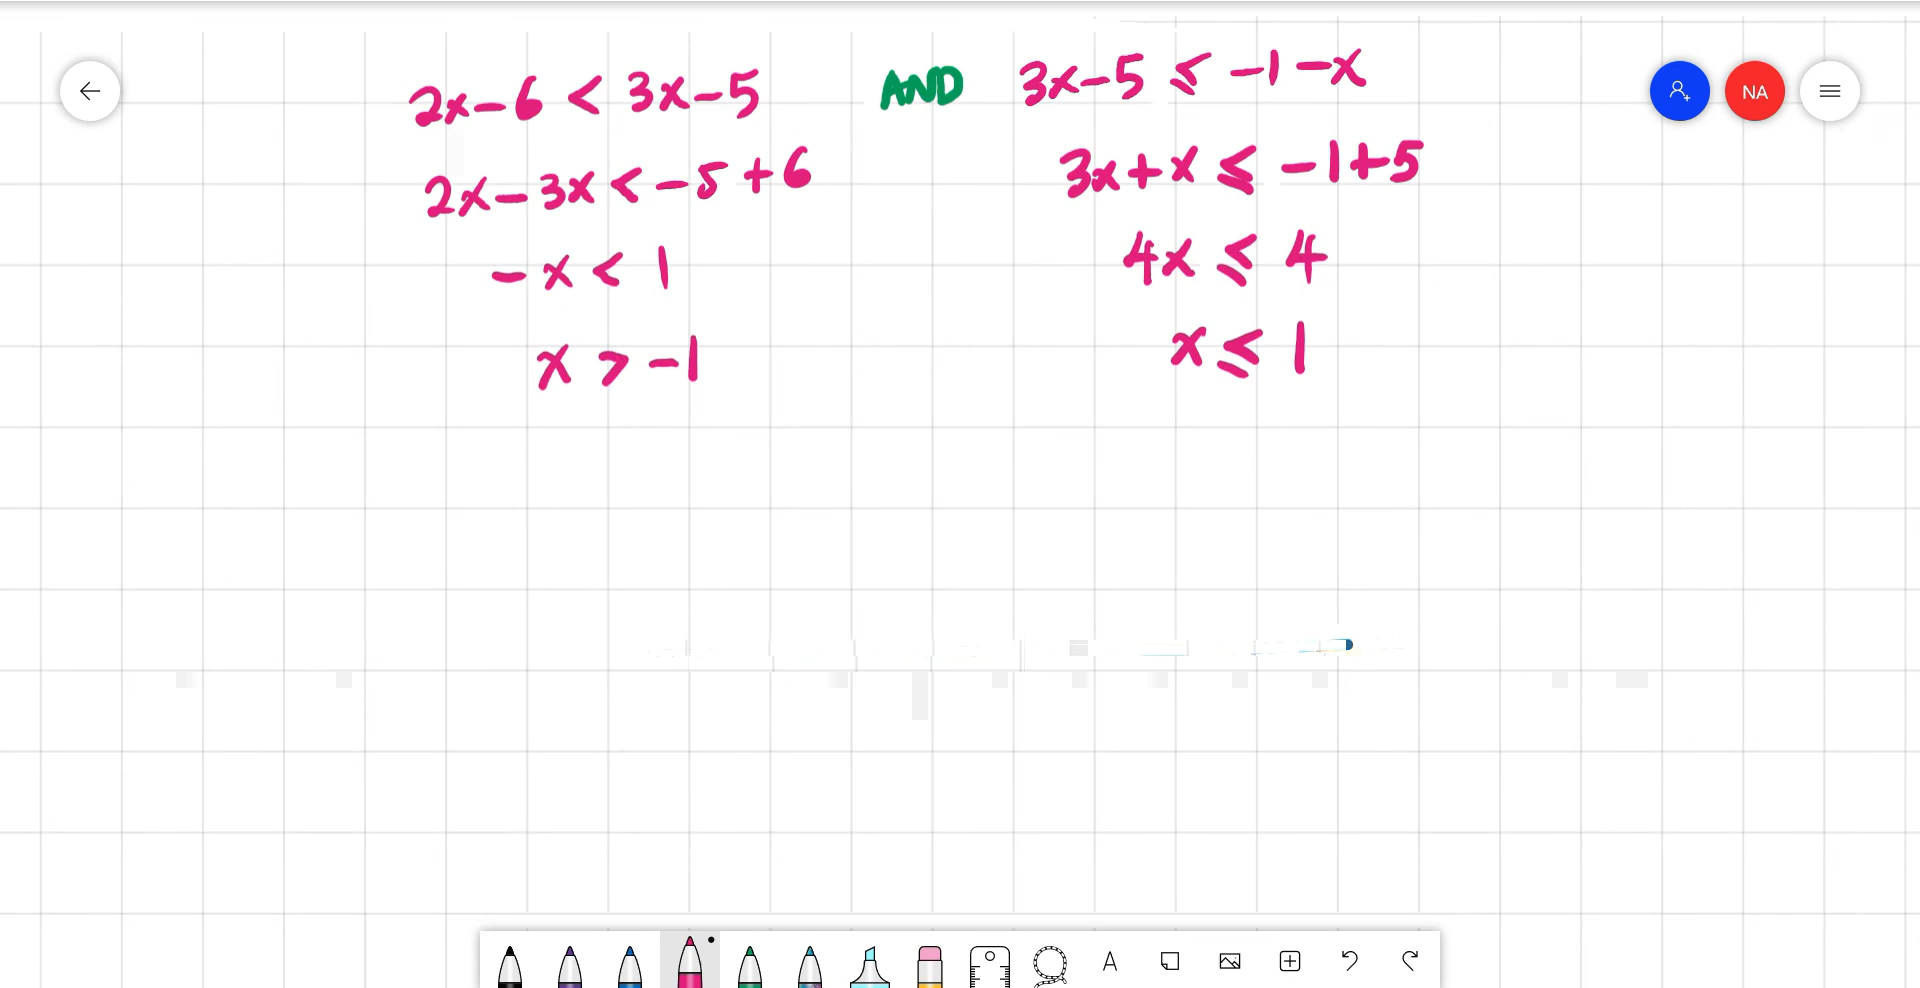 2x-6 < 3x-5 AND 3x-5 ≤ -1-x
2x-3x < -5+6 3x+x ≤ -1+5
-x < 1 4x ≤ 4
x > -1 x ≤ 1
NA
A